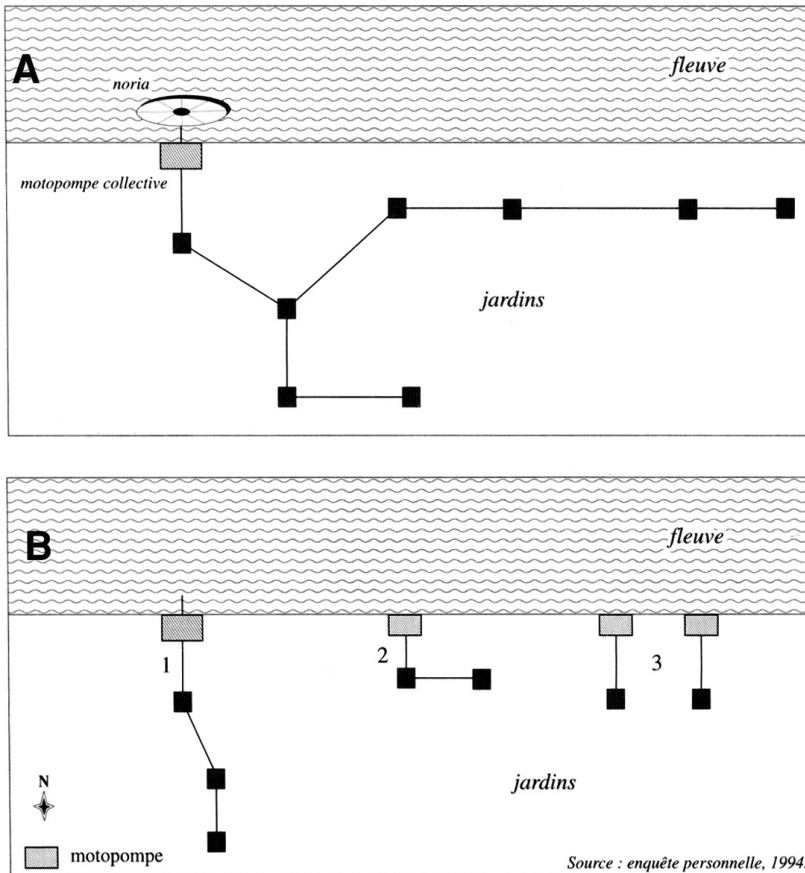 A
fleuve
noria
motopompe collective
jardins
B
fleuve
1
2
3
jardins
N
motopompe
Source : enquête personnelle, 1994.